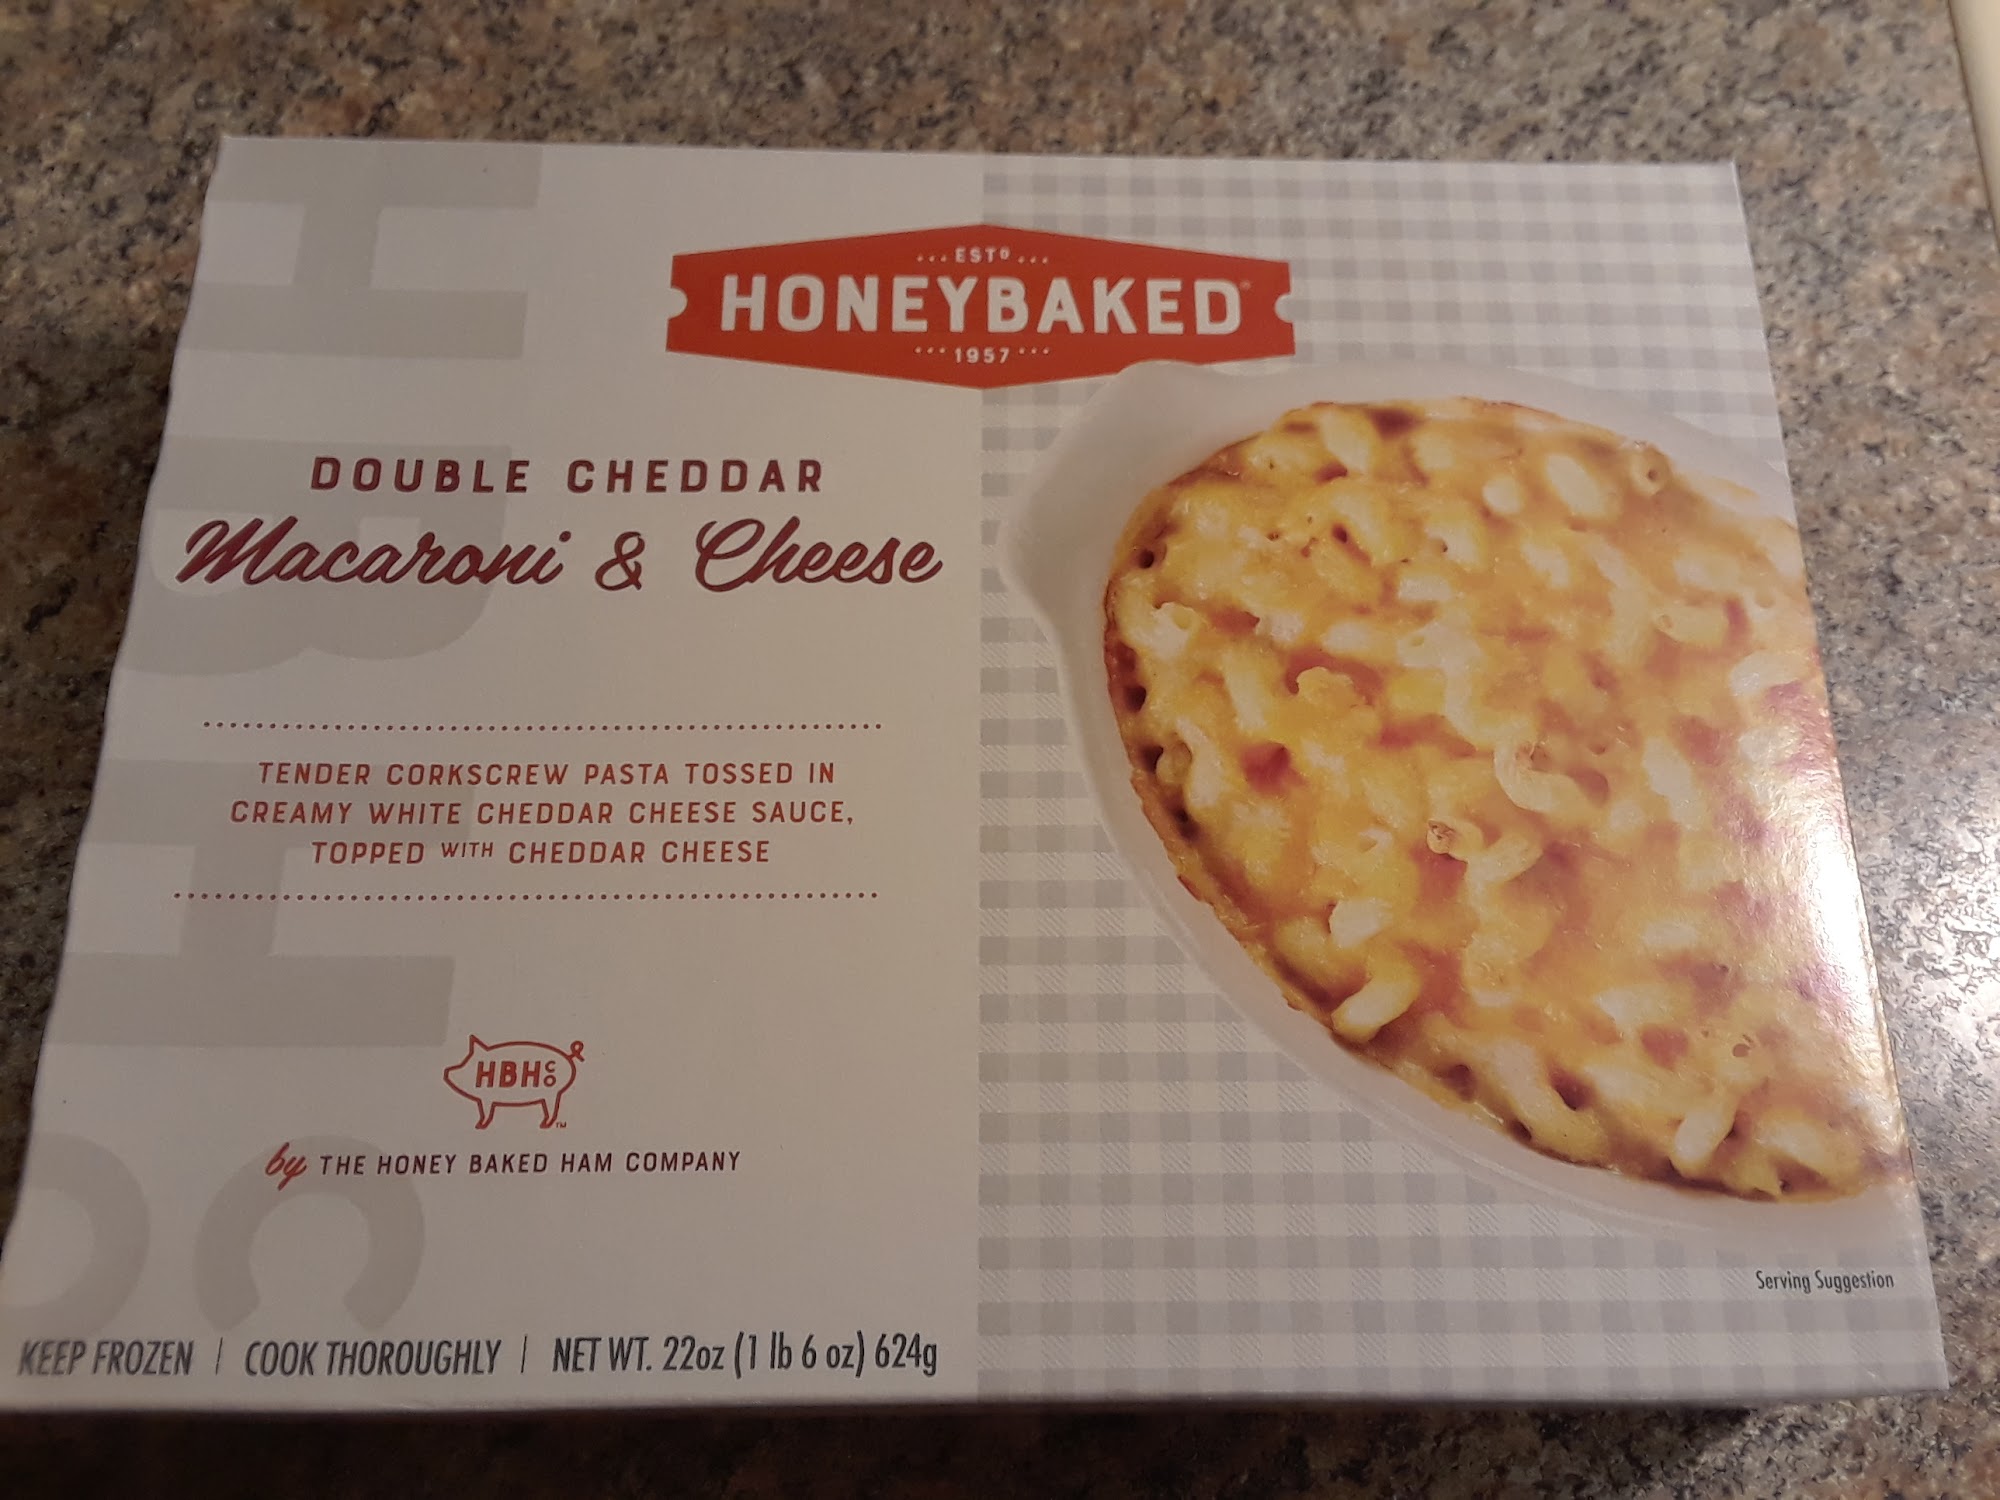 ESTD
HONEYBAKED®
1957
DOUBLE CHEDDAR
Macaroni & Cheese
TENDER CORKSCREW PASTA TOSSED IN
CREAMY WHITE CHEDDAR CHEESE SAUCE,
TOPPED WITH CHEDDAR CHEESE
HBH CO ™
by THE HONEY BAKED HAM COMPANY
Serving Suggestion
KEEP FROZEN | COOK THOROUGHLY | NET WT. 22oz (1 lb 6 oz) 624g
HBHC